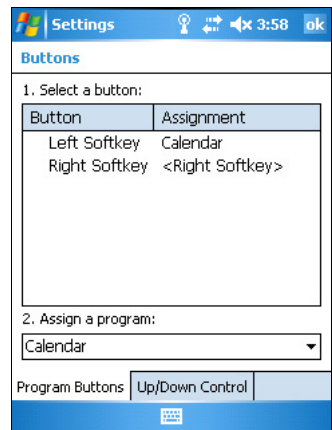 Settings 3:58 ok
Buttons
1. Select a button:
Button Assignment
Left Softkey Calendar
Right Softkey <Right Softkey>
2. Assign a program:
Calendar
Program Buttons Up/Down Control